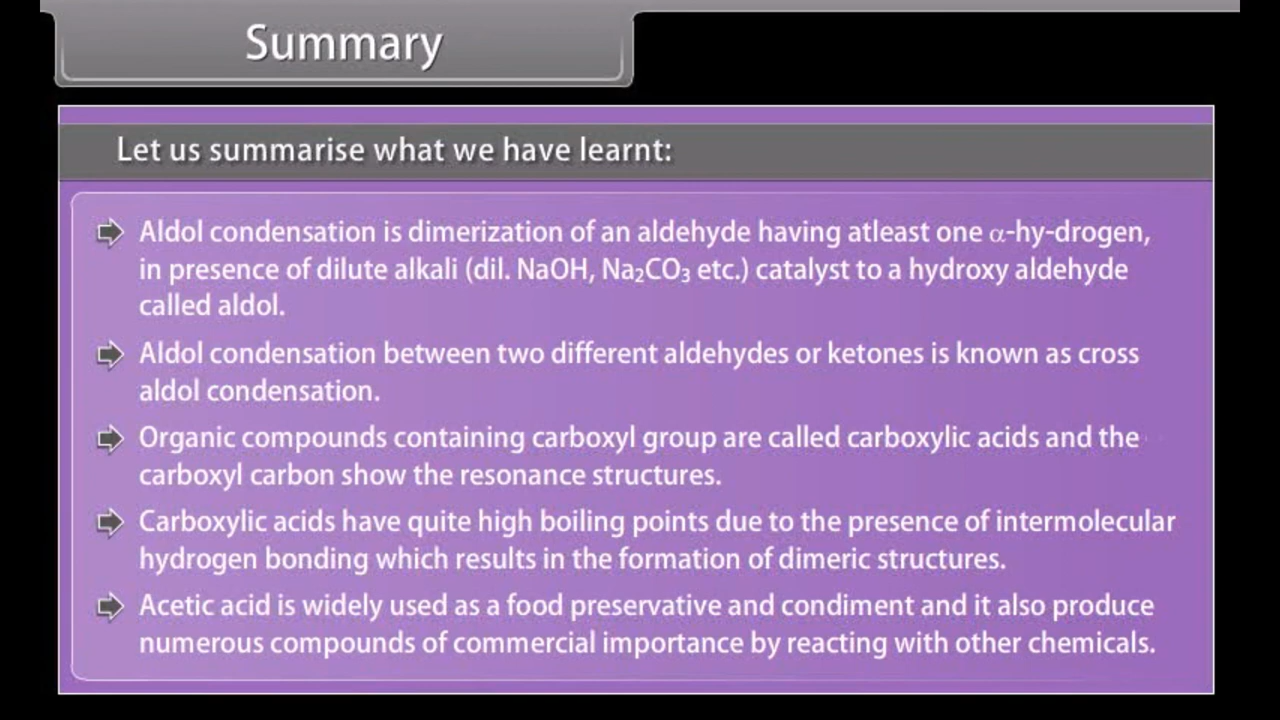 Summary
Let us summarise what we have learnt:
Aldol condensation is dimerization of an aldehyde having atleast one α-hy-drogen,
in presence of dilute alkali (dil. NaOH, Na₂CO₃ etc.) catalyst to a hydroxy aldehyde
called aldol.
Aldol condensation between two different aldehydes or ketones is known as cross
aldol condensation.
Organic compounds containing carboxyl group are called carboxylic acids and the
carboxyl carbon show the resonance structures.
Carboxylic acids have quite high boiling points due to the presence of intermolecular
hydrogen bonding which results in the formation of dimeric structures.
Acetic acid is widely used as a food preservative and condiment and it also produce
numerous compounds of commercial importance by reacting with other chemicals.